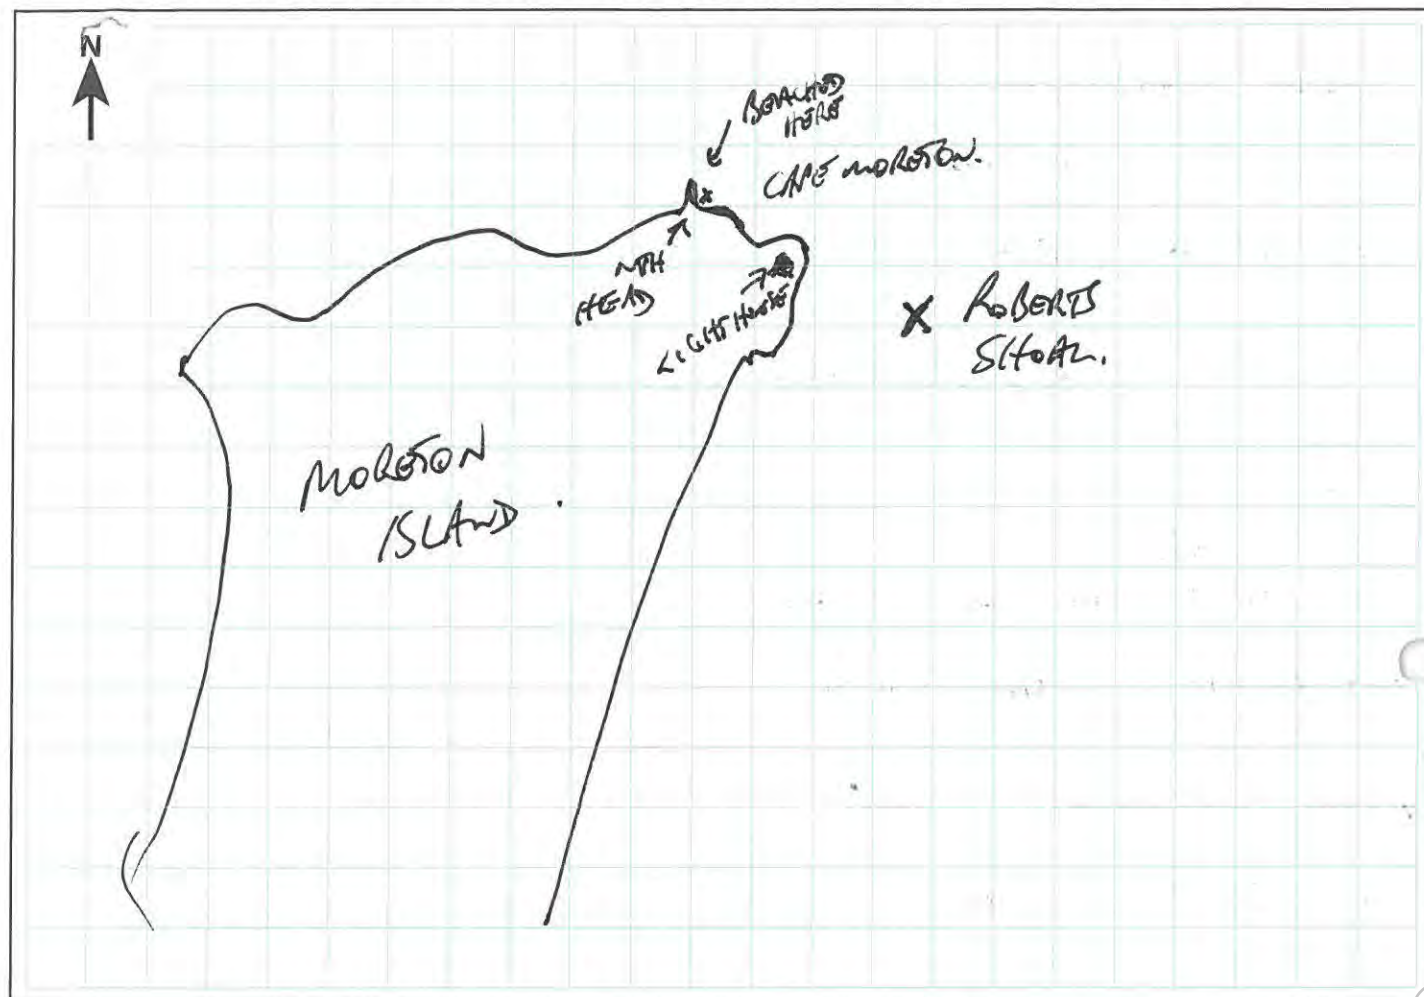 N
BEACHED
HERE
CAPE MORETON.
NTH
HEAD
LIGHTHOUSE
X ROBERTS
SHOAL.
MORETON
ISLAND